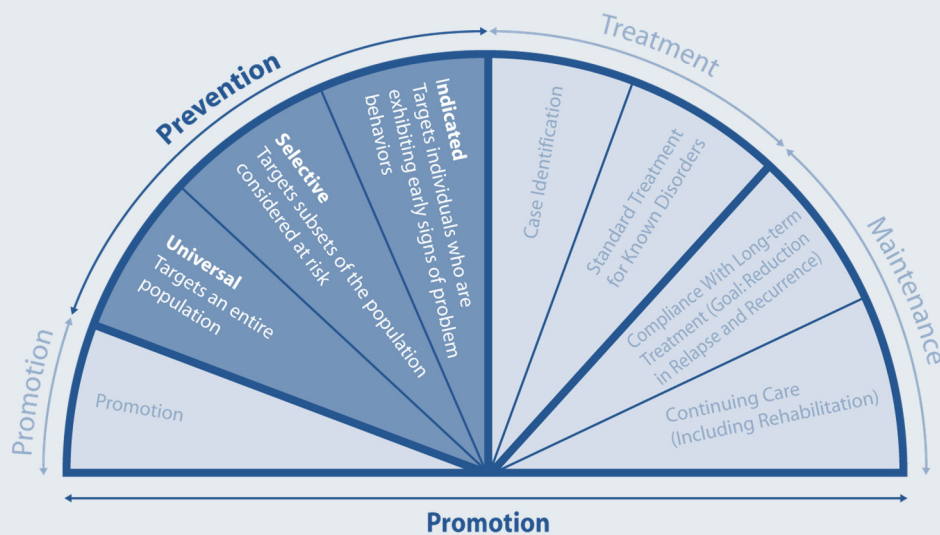 Promotion
Prevention
Treatment
Maintenance
Promotion
Universal
Targets an entire
population
Selective
Targets subsets of the population
considered at risk
Indicated
Targets individuals who are
exhibiting early signs of problem
behaviors
Case Identification
Standard Treatment
for Known Disorders
Compliance With Long-term
Treatment (Goal: Reduction
in Relapse and Recurrence)
Continuing Care
(Including Rehabilitation)
Promotion